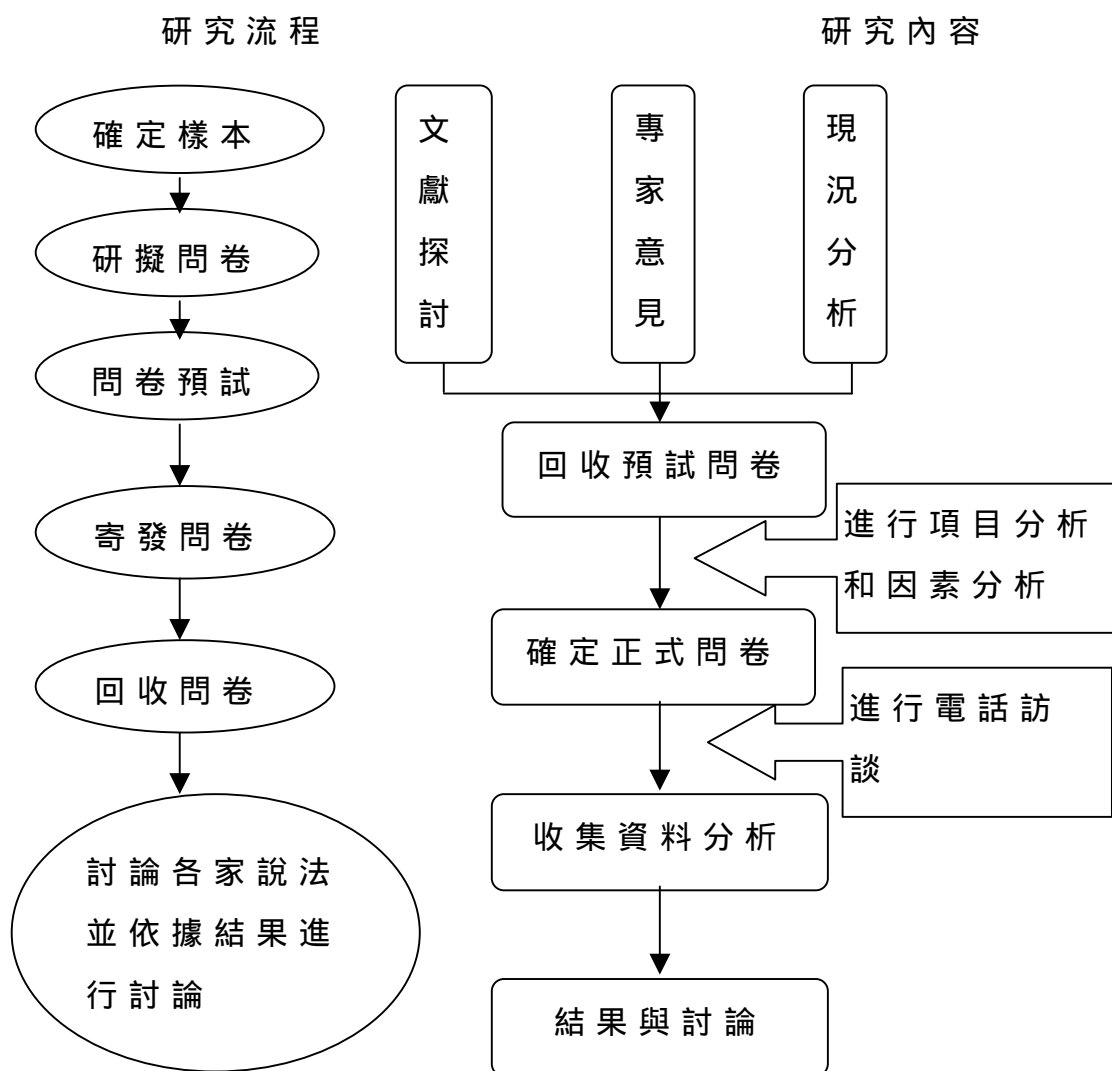 研究流程
研究內容
確定樣本
研擬問卷
問卷預試
寄發問卷
回收問卷
討論各家說法
並依據結果進
行討論
文獻探討
專家意見
現況分析
回收預試問卷
進行項目分析
和因素分析
確定正式問卷
進行電話訪
談
收集資料分析
結果與討論